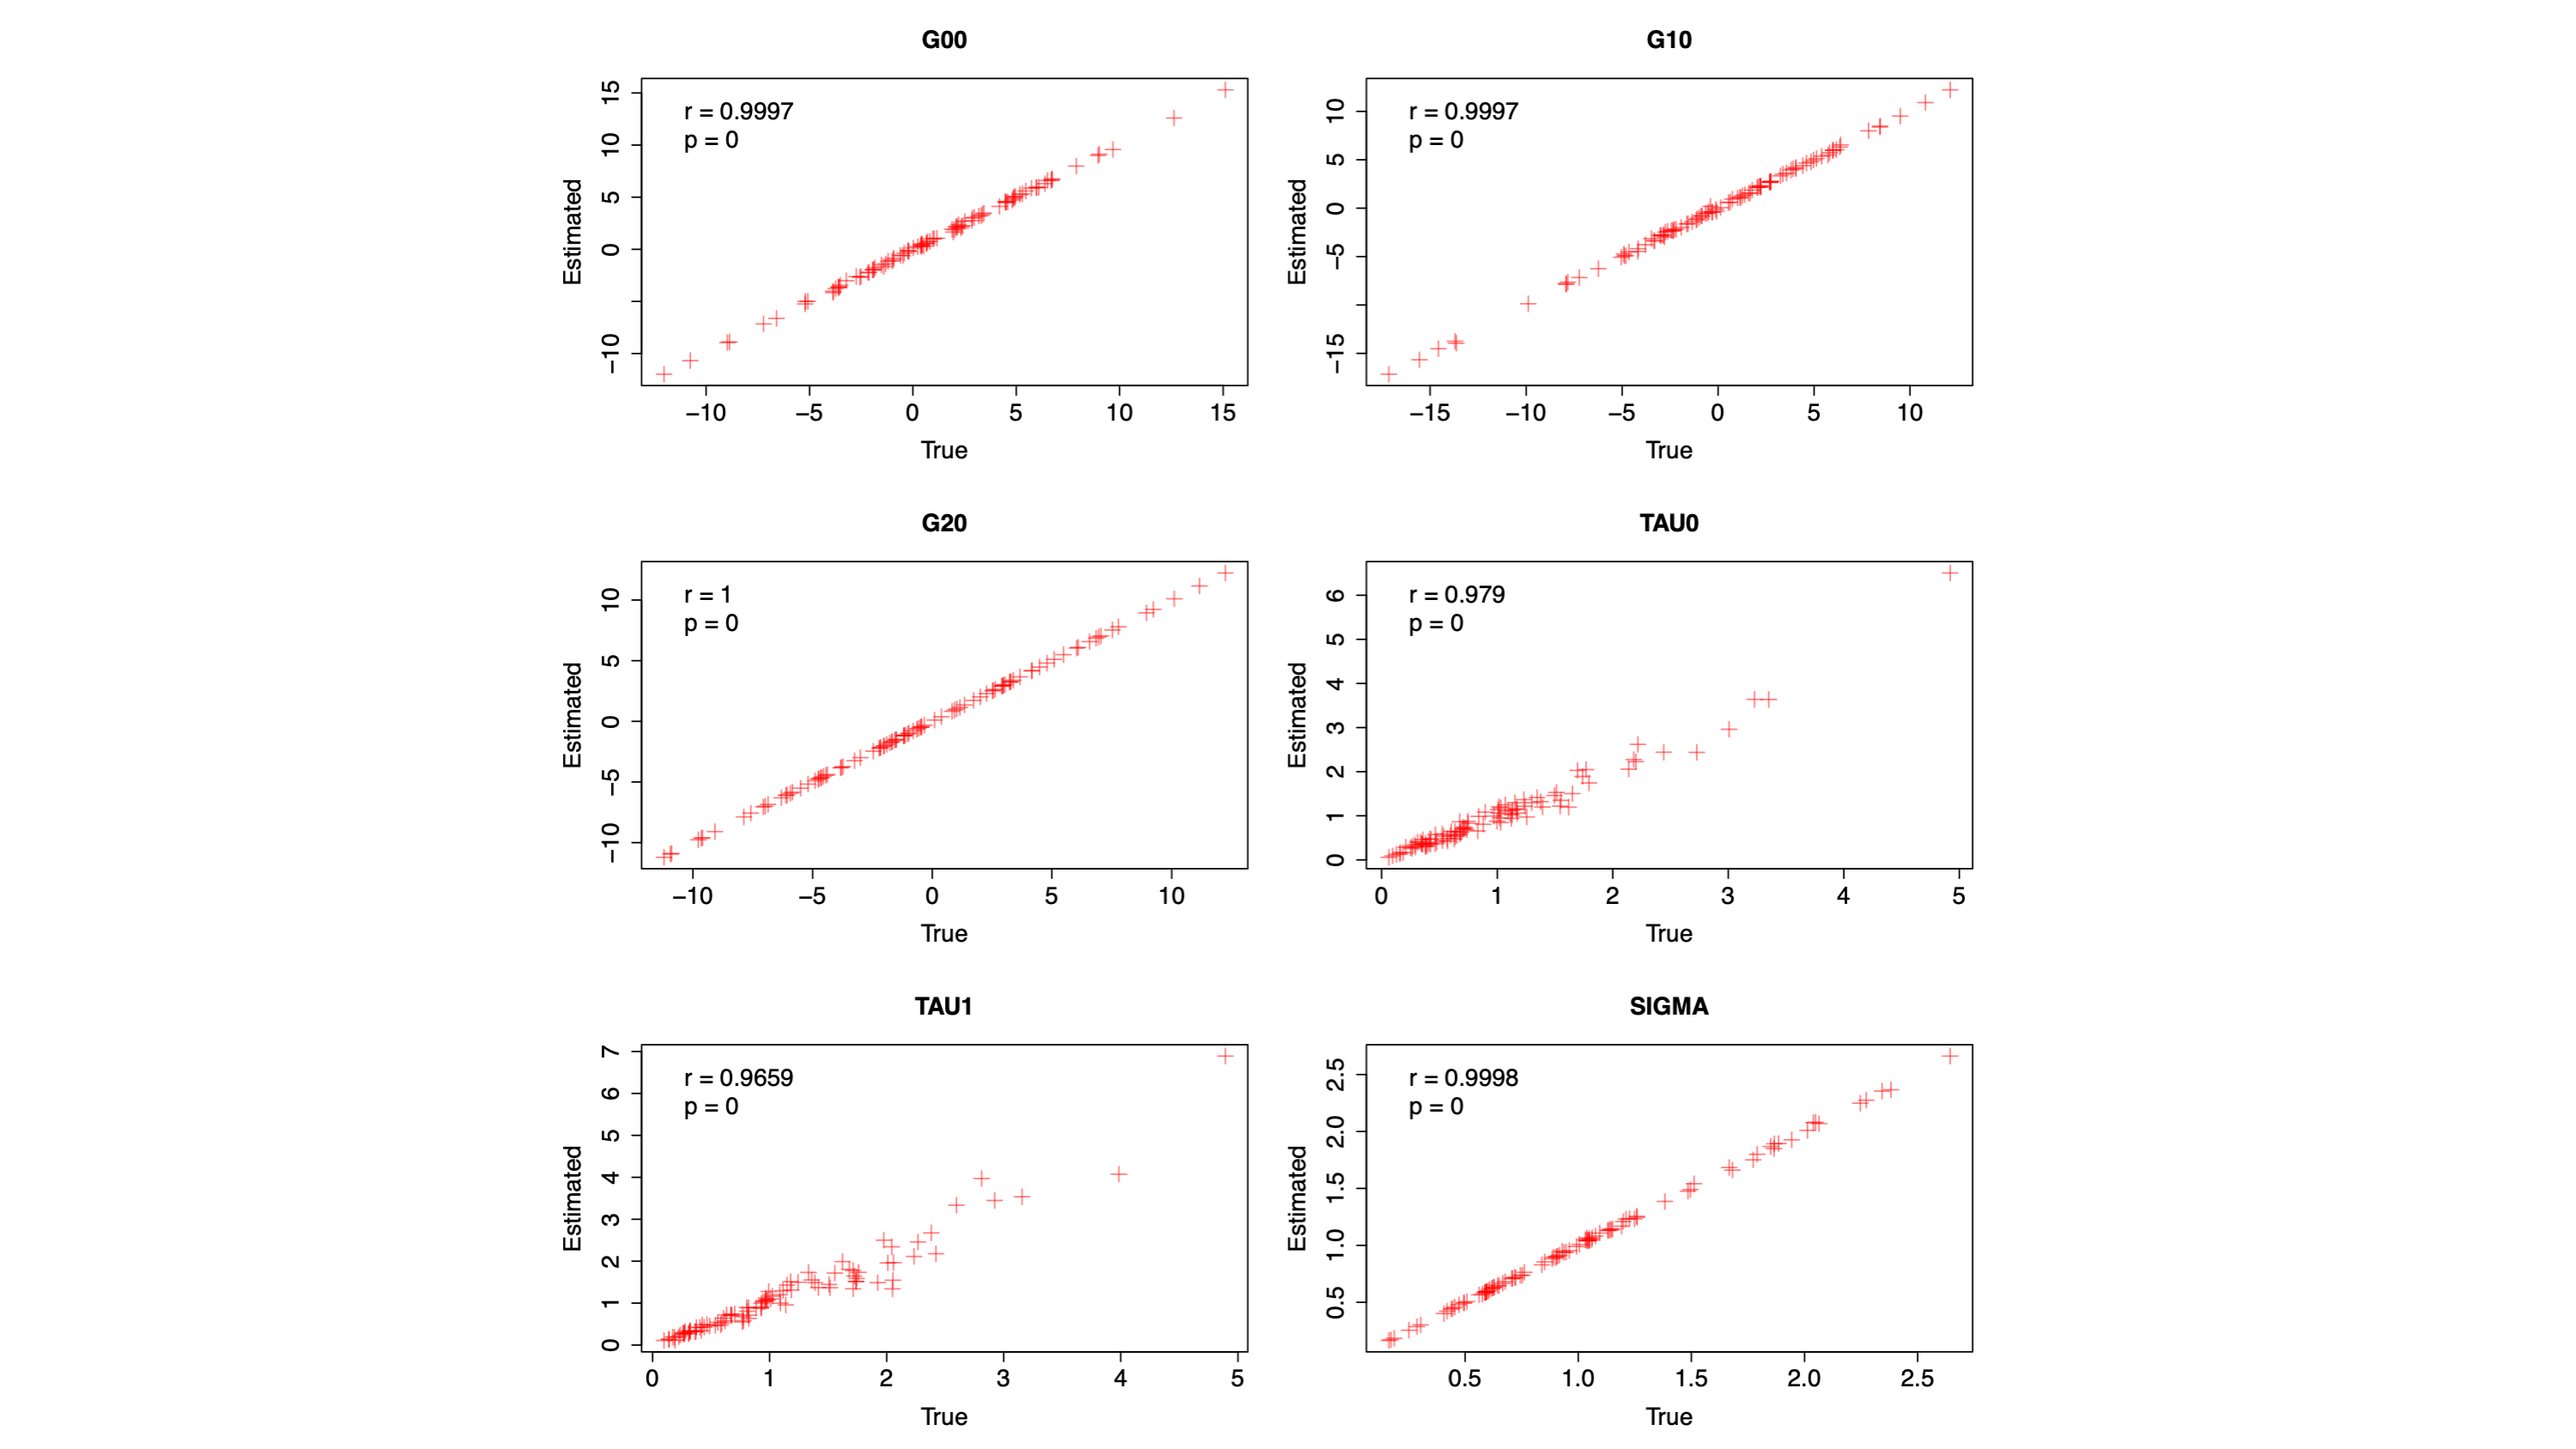 G00
r = 0.9997
p = 0
15
10
5
0
−10
Estimated
−10 −5 0 5 10 15
True
G10
r = 0.9997
p = 0
10
5
0
−5
−15
Estimated
−15 −10 −5 0 5 10
True
G20
r = 1
p = 0
10
5
0
−5
−10
Estimated
−10 −5 0 5 10
True
TAU0
r = 0.979
p = 0
6
5
4
3
2
1
0
Estimated
0 1 2 3 4 5
True
TAU1
r = 0.9659
p = 0
7
6
5
4
3
2
1
0
Estimated
0 1 2 3 4 5
True
SIGMA
r = 0.9998
p = 0
2.5
2.0
1.5
1.0
0.5
Estimated
0.5 1.0 1.5 2.0 2.5
True